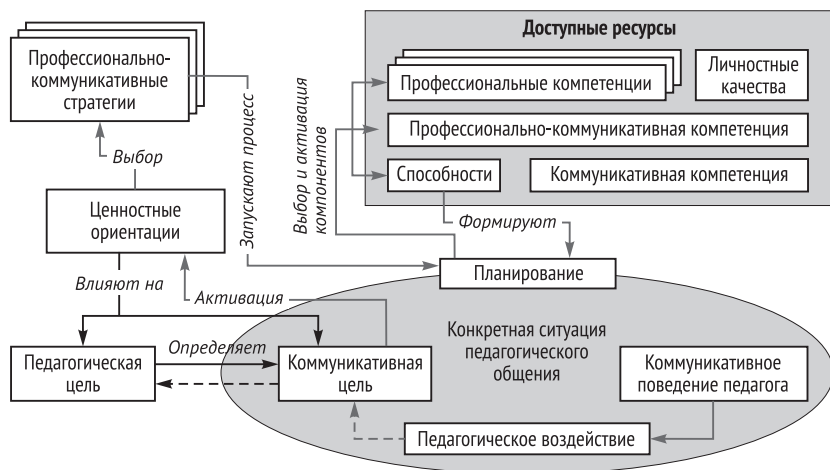 Профессионально-
коммуникативные
стратегии
Доступные ресурсы
Профессиональные компетенции
Личностные
качества
Профессионально-коммуникативная компетенция
Способности
Коммуникативная компетенция
Выбор
Запускают процесс
Выбор и активация
компонентов
Ценностные
ориентации
Формируют
Планирование
Влияют на
Активация
Конкретная ситуация
педагогического
общения
Педагогическая
цель
Определяет
Коммуникативная
цель
Коммуникативное
поведение педагога
Педагогическое воздействие